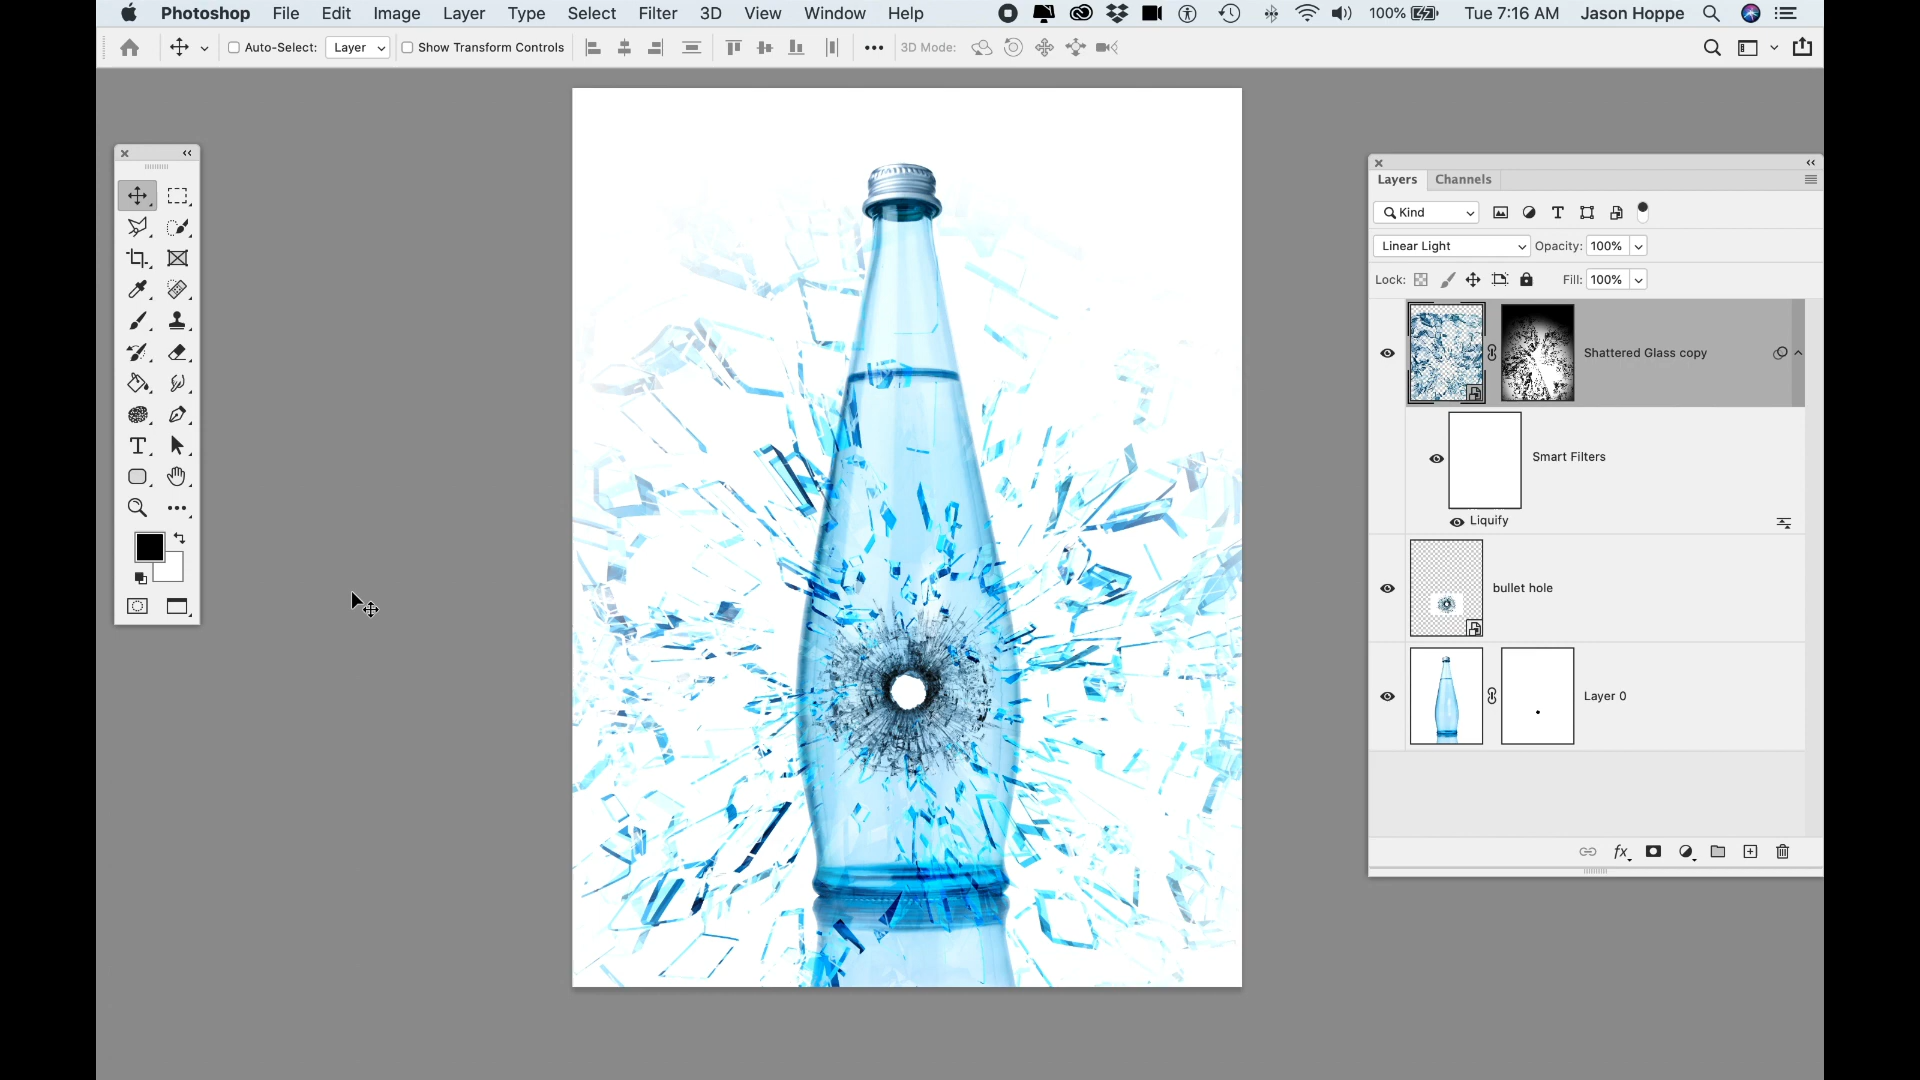 Photoshop File Edit Image Layer Type Select Filter 3D View Window Help 100% Tue 7:16 AM Jason Hoppe
Auto-Select: Layer Show Transform Controls 3D Mode:
Layers Channels
Kind
Linear Light Opacity: 100%
Lock: Fill: 100%
Shattered Glass copy
Smart Filters
Liquify
bullet hole
Layer 0